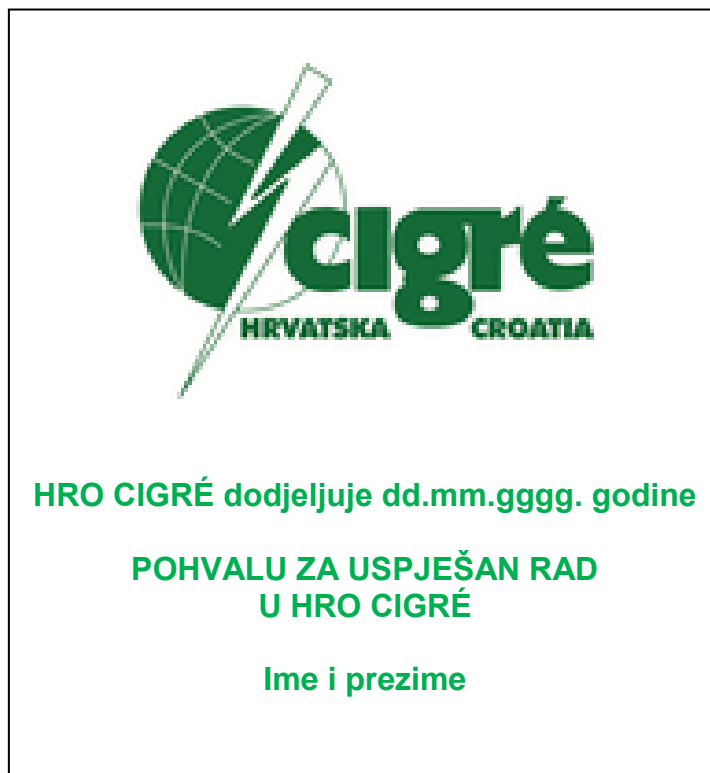 cigré
HRVATSKA CROATIA
HRO CIGRÉ dodjeljuje dd.mm.gggg. godine
POHVALU ZA USPJEŠAN RAD
U HRO CIGRÉ
Ime i prezime